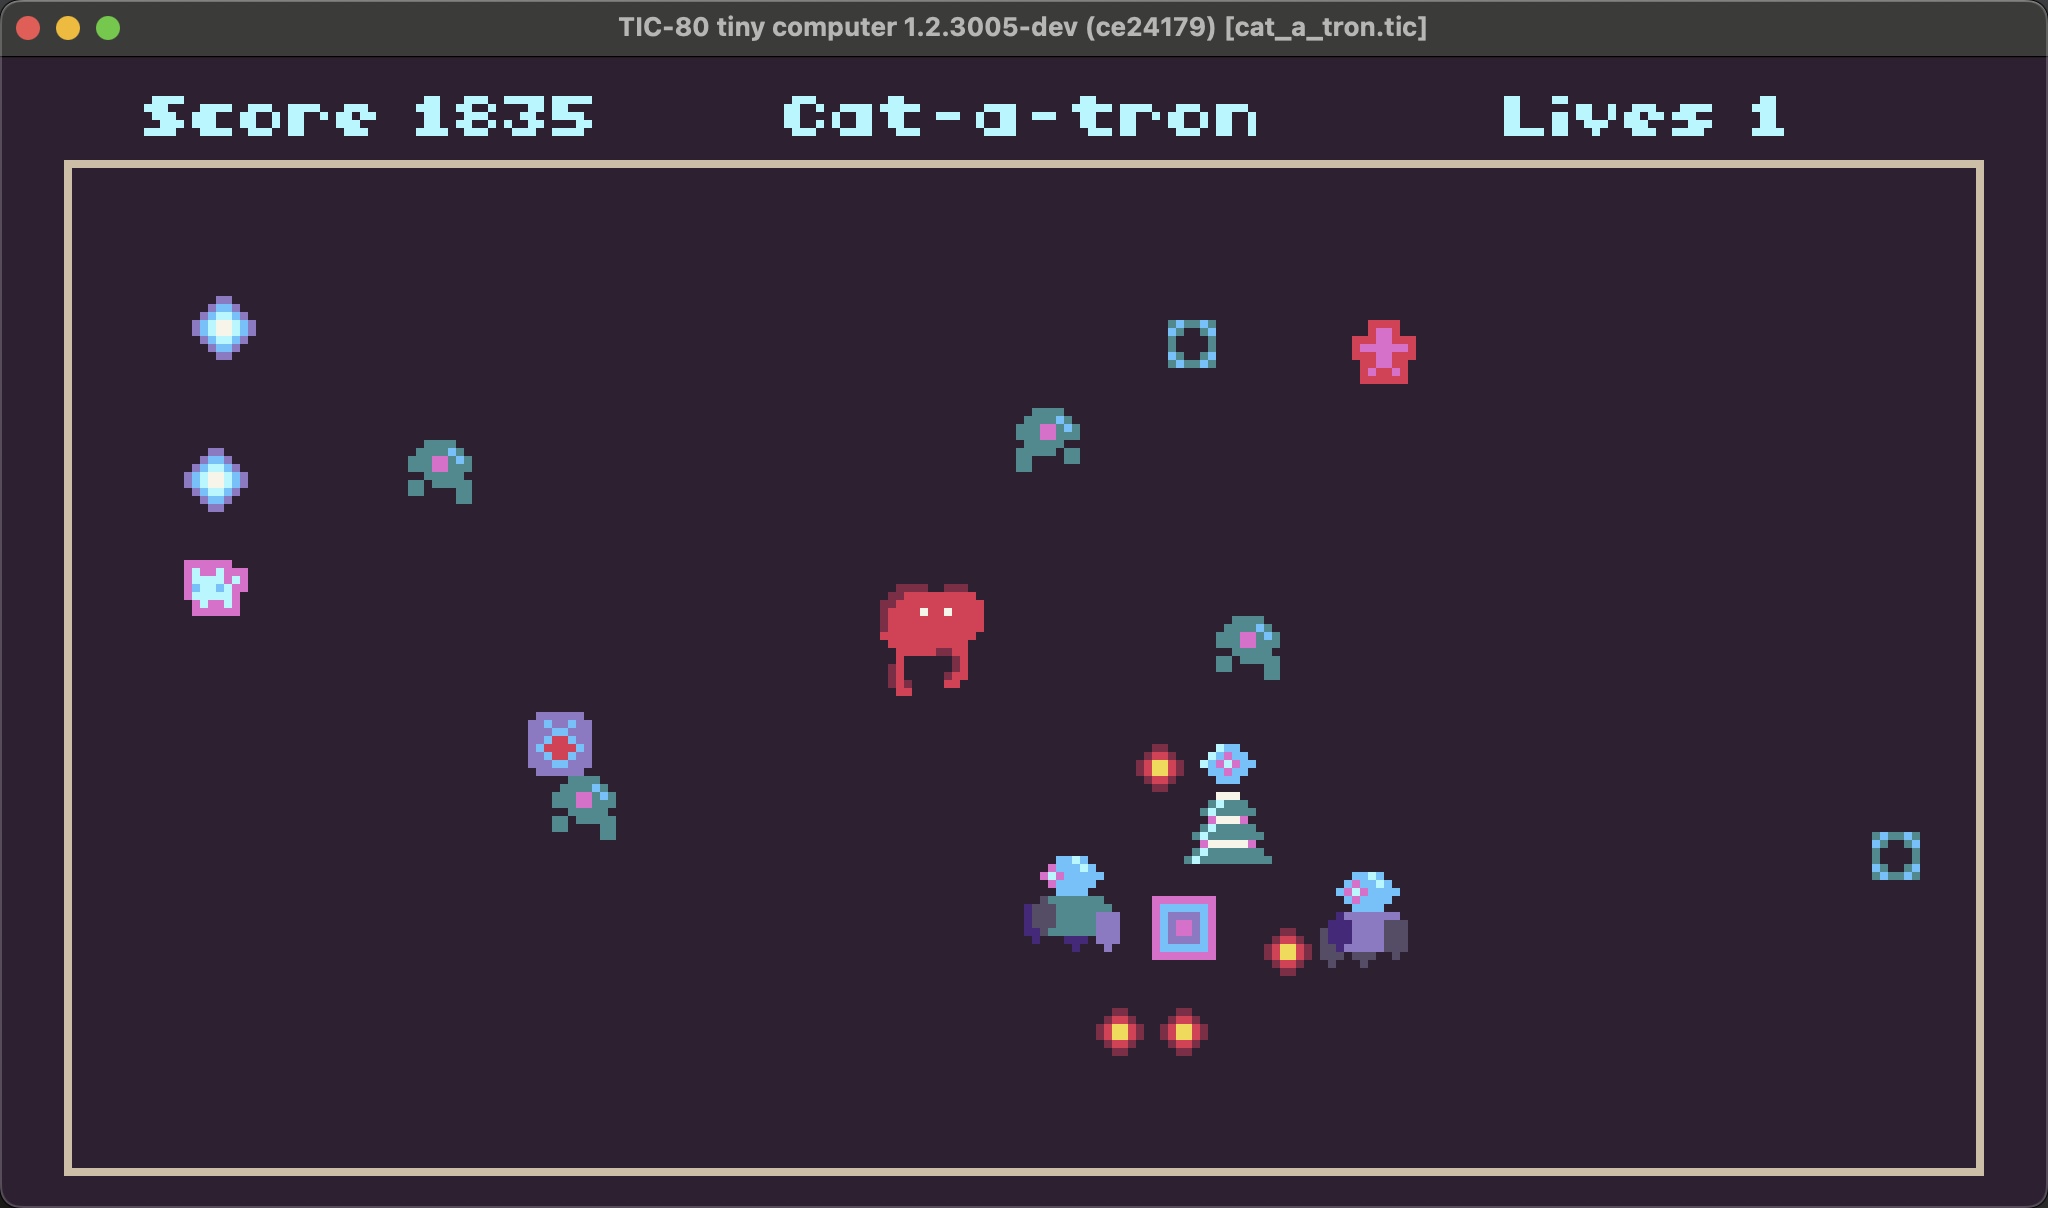 TIC-80 tiny computer 1.2.3005-dev (ce24179) [cat_a_tron.tic]
Score 1835 Cat-a-tron Lives 1